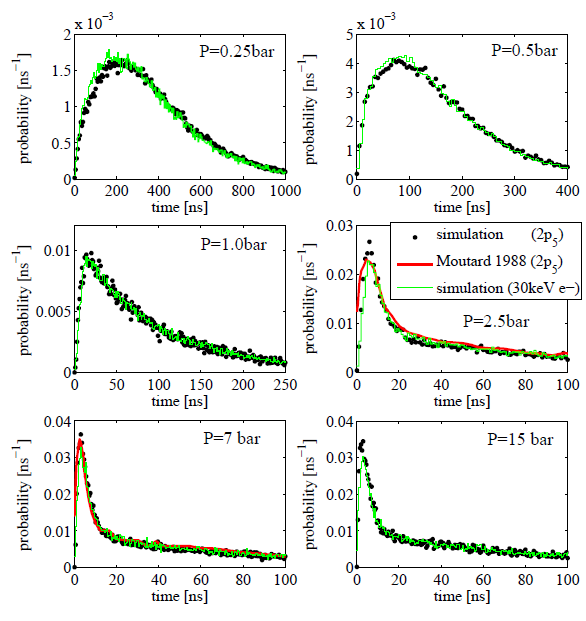 x 10−3
P=0.25bar
probability [ns−1]
2
1.5
1
0.5
0
0 200 400 600 800 1000
time [ns]
x 10−3
P=0.5bar
probability [ns−1]
5
4
3
2
1
0
0 100 200 300 400
time [ns]
P=1.0bar
probability [ns−1]
0.01
0.005
0
0 50 100 150 200 250
time [ns]
simulation (2p5)
Moutard 1988 (2p5)
simulation (30keV e−)
P=2.5bar
probability [ns−1]
0.03
0.02
0.01
0
0 20 40 60 80 100
time [ns]
P=7 bar
probability [ns−1]
0.04
0.03
0.02
0.01
0
0 20 40 60 80 100
time [ns]
P=15 bar
probability [ns−1]
0.04
0.03
0.02
0.01
0
0 20 40 60 80 100
time [ns]